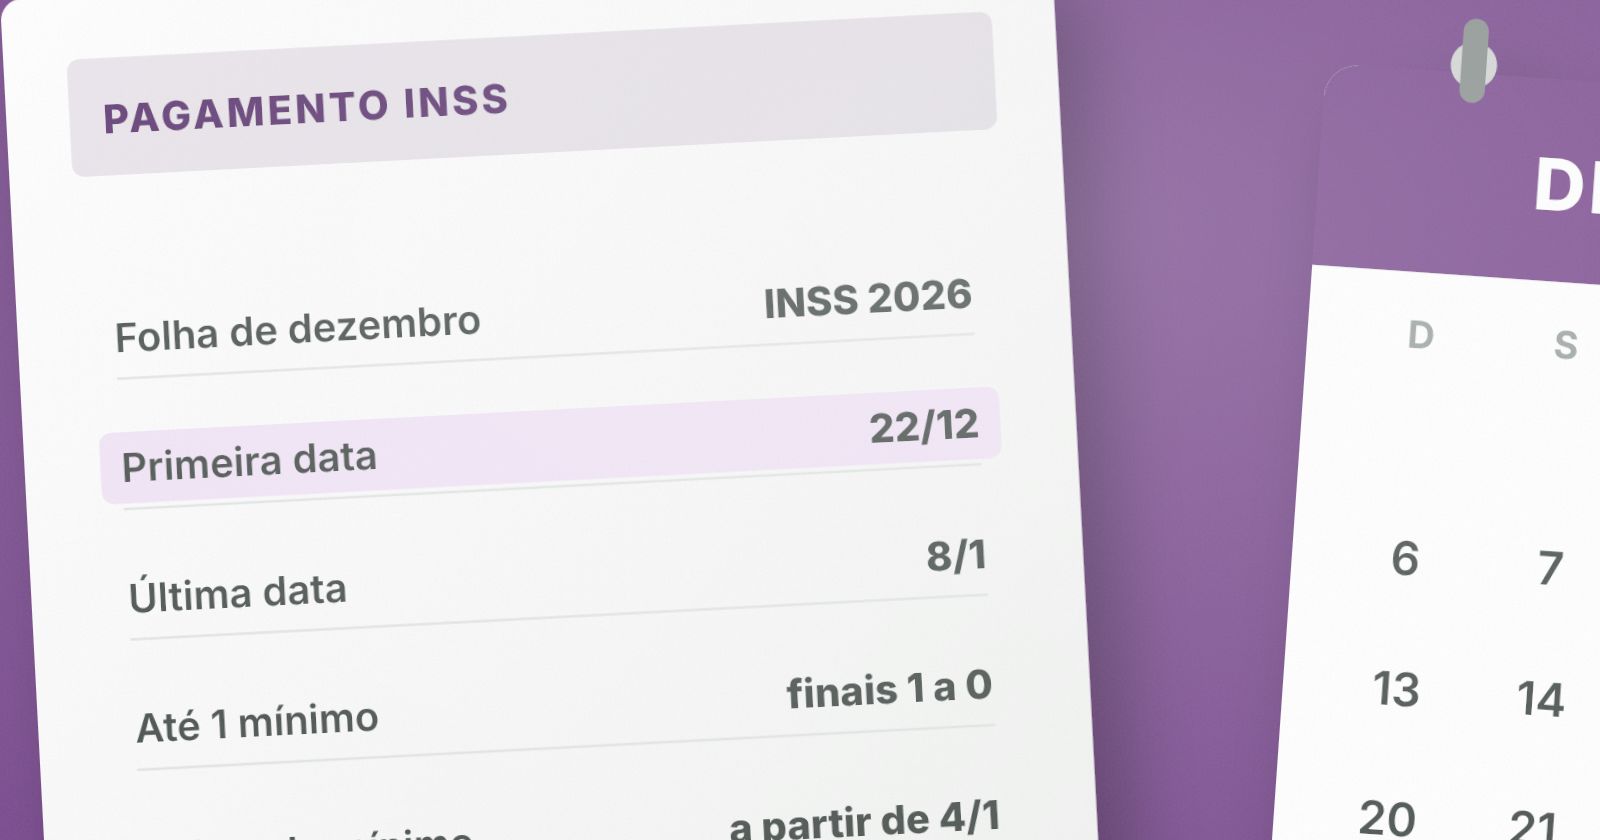 PAGAMENTO INSS
Folha de dezembro INSS 2026
Primeira data 22/12
Última data 8/1
Até 1 mínimo finais 1 a 0
mínimo a partir de 4/1
D S
6 7
13 14
20 21